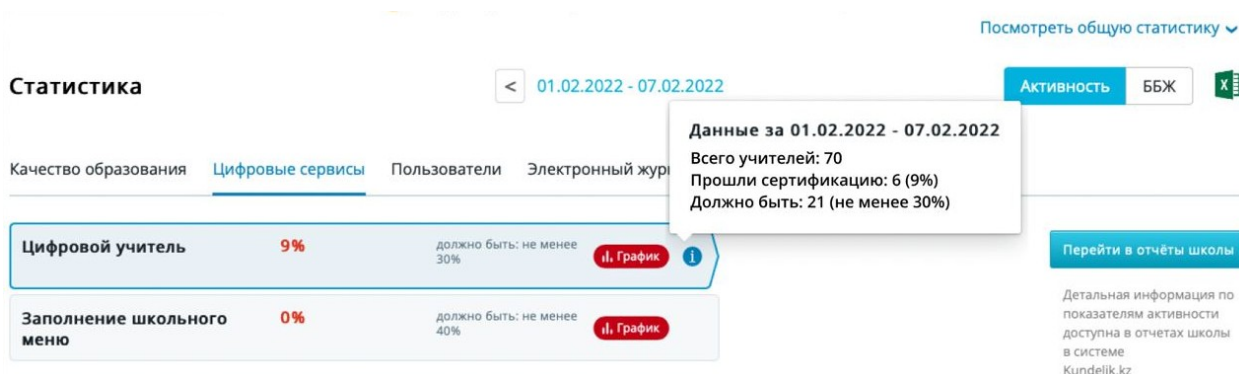 Посмотреть общую статистику
Статистика
< 01.02.2022 - 07.02.2022
Активность ББЖ
Данные за 01.02.2022 - 07.02.2022
Всего учителей: 70
Прошли сертификацию: 6 (9%)
Должно быть: 21 (не менее 30%)
Качество образования Цифровые сервисы Пользователи Электронный
Цифровой учитель 9% должно быть: не менее
30%
График
Перейти в отчёты школы
Заполнение школьного
меню
0% должно быть: не менее
40%
График
Детальная информация по
показателям активности
доступна в отчетах школы
в системе
Kundelik.kz